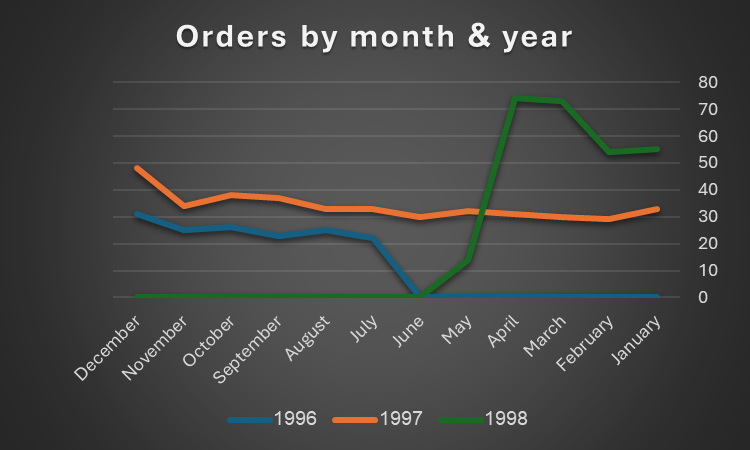 Orders by month & year
80
70
60
50
40
30
20
10
0
December
November
October
September
August
July
June
May
April
March
February
January
1996
1997
1998